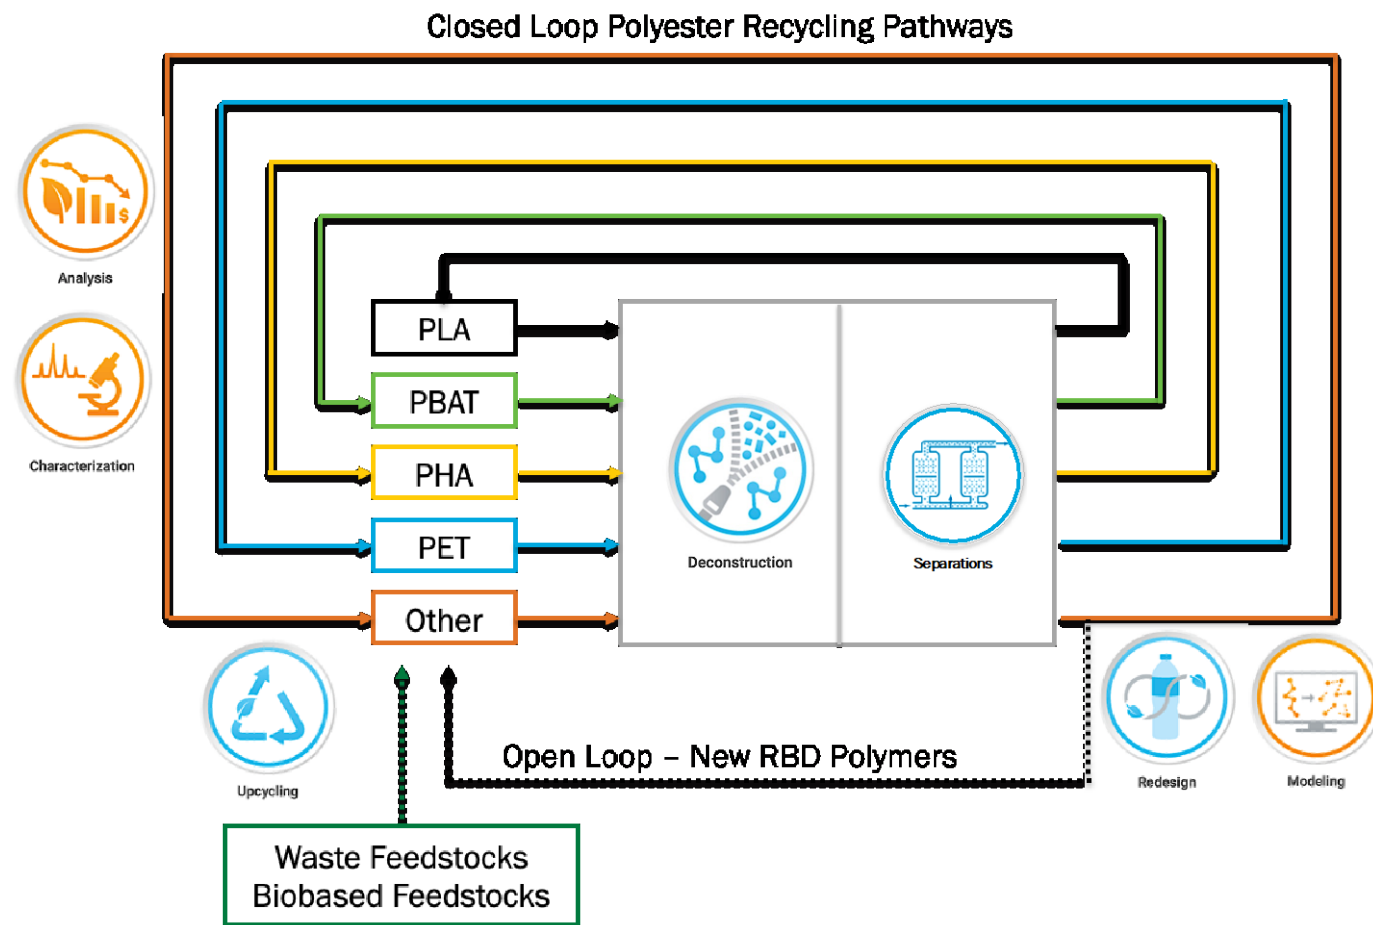 Closed Loop Polyester Recycling Pathways
$
Analysis
Characterization
PLA
PBAT
PHA
PET
Other
Deconstruction
Separations
Upcycling
Open Loop – New RBD Polymers
Redesign
Modeling
Waste Feedstocks
Biobased Feedstocks